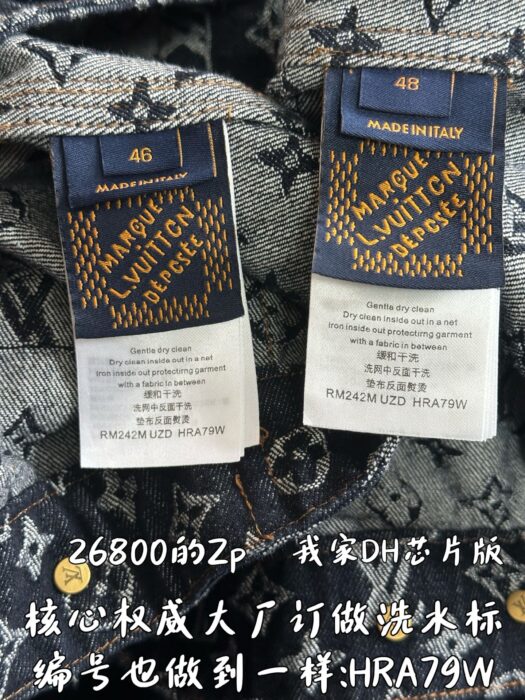 46
MADE IN ITALY
MARQUE
L.VUITTON
DEPOSÉE
Gentle dry clean
Dry clean inside out in a net
Iron inside out protectirng garment
with a fabric in between
缓和干洗
洗网中反面干洗
垫布反面熨烫
RM242M UZD HRA79W
48
MADE IN ITALY
MARQUE
L.VUITTON
DEPOSÉE
Gentle dry clean
Dry clean inside out in a net
Iron inside out protectirng garment
with a fabric in between
缓和干洗
洗网中反面干洗
垫布反面熨烫
RM242M UZD HRA79W
26800的Zp 我家DH芯片版
核心权威大厂订做洗水标
编号也做到一样:HRA79W